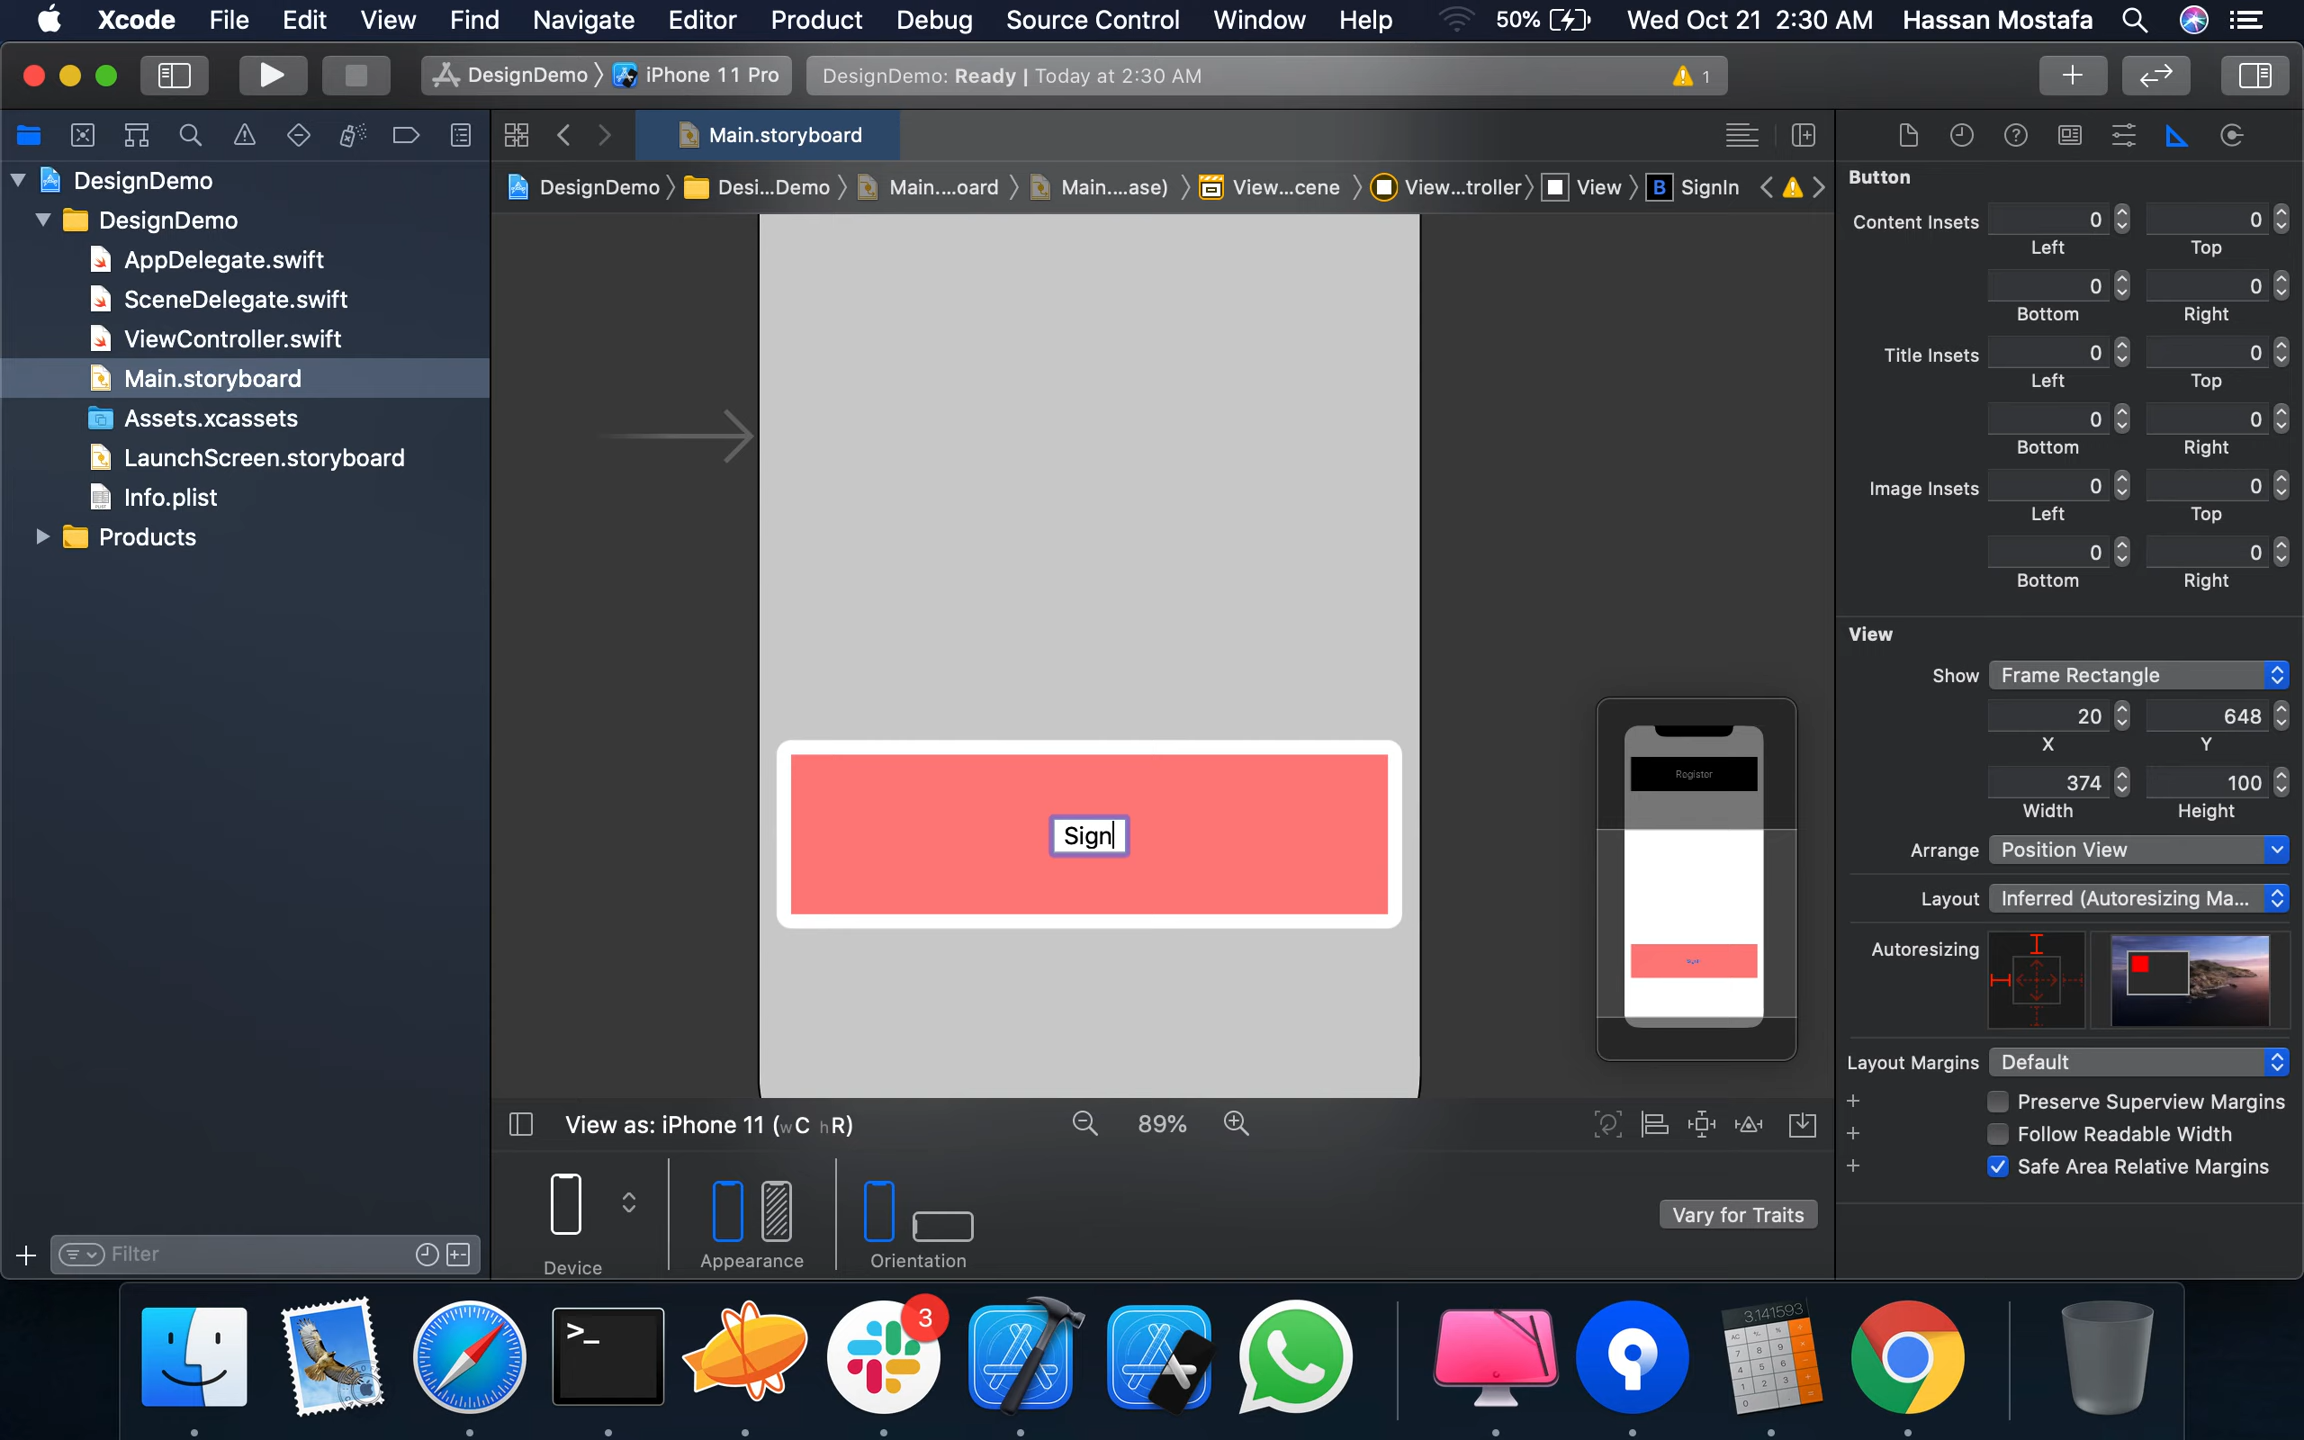 Xcode File Edit View Find Navigate Editor Product Debug Source Control Window Help 50% Wed Oct 21 2:30 AM Hassan Mostafa
DesignDemo iPhone 11 Pro DesignDemo: Ready | Today at 2:30 AM 1
Main.storyboard
DesignDemo Desi...Demo Main....oard Main....ase) View...cene View...troller View B SignIn
DesignDemo
DesignDemo
AppDelegate.swift
SceneDelegate.swift
ViewController.swift
Main.storyboard
Assets.xcassets
LaunchScreen.storyboard
Info.plist
Products
Filter
Sign
Register
View as: iPhone 11 (wC hR)
89%
Device
Appearance
Orientation
Vary for Traits
Button
Content Insets 0 0
Left Top
0 0
Bottom Right
Title Insets 0 0
Left Top
0 0
Bottom Right
Image Insets 0 0
Left Top
0 0
Bottom Right
View
Show Frame Rectangle
20 648
X Y
374 100
Width Height
Arrange Position View
Layout Inferred (Autoresizing Ma...
Autoresizing
Layout Margins Default
+ Preserve Superview Margins
+ Follow Readable Width
+ Safe Area Relative Margins
>_
3
3.141593